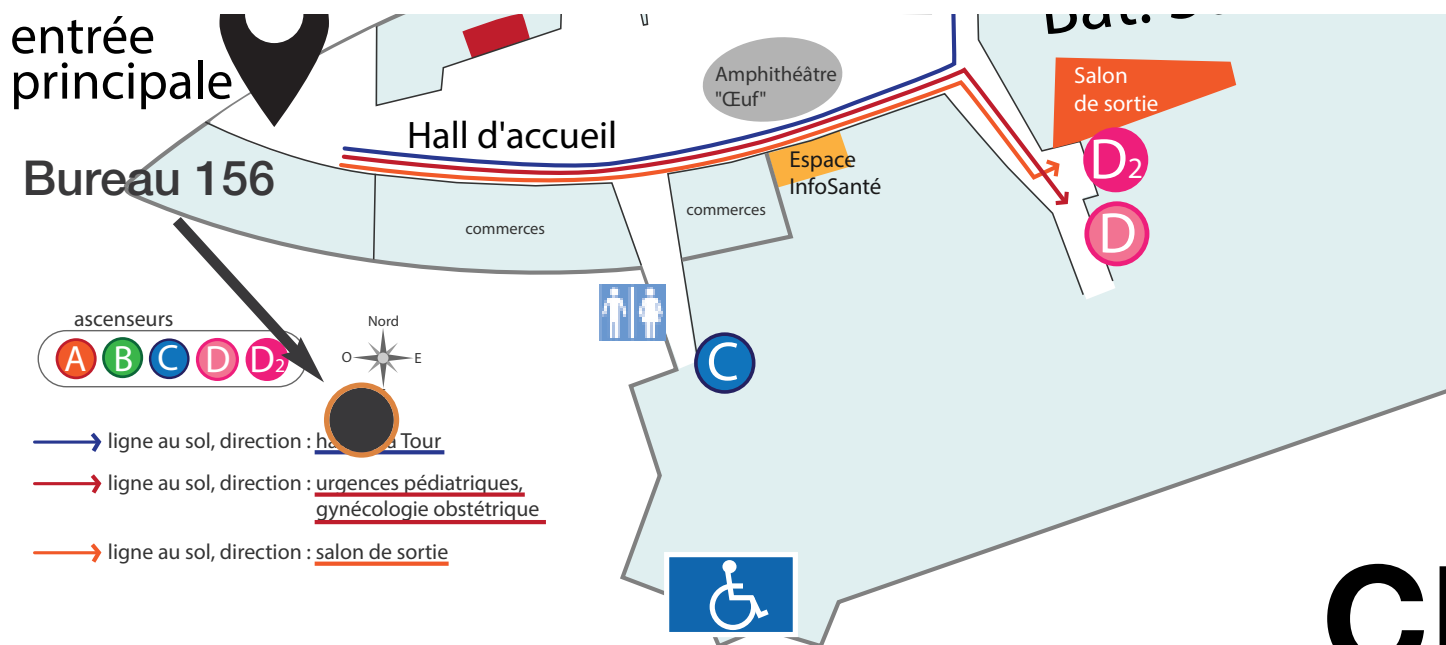 entrée
principale
Bureau 156
Hall d'accueil
Amphithéâtre
"Œuf"
Salon
de sortie
D2
D
Espace
InfoSanté
commerces
commerces
C
ascenseurs
A B C D D2
Nord
O E
ligne au sol, direction : Tour
ligne au sol, direction : urgences pédiatriques,
gynécologie obstétrique
ligne au sol, direction : salon de sortie